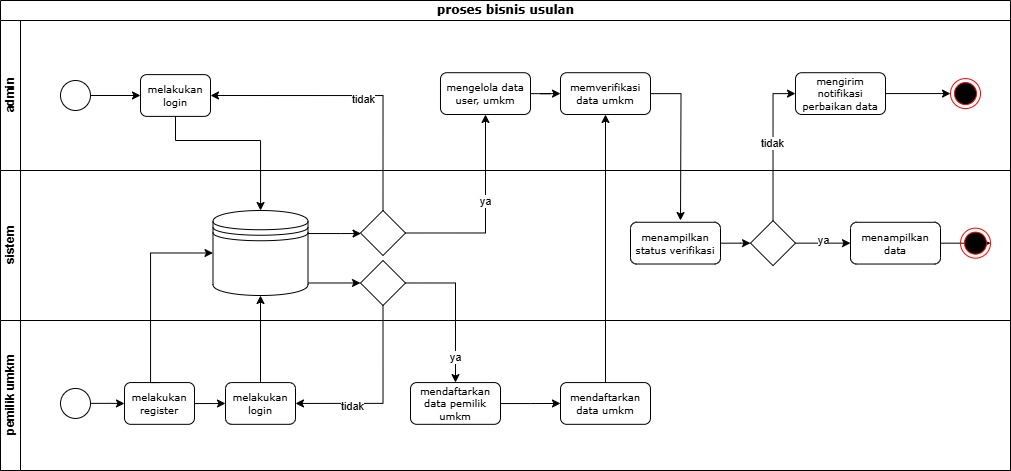 proses bisnis usulan
admin
melakukan
login
tidak
mengelola data
user, umkm
memverifikasi
data umkm
mengirim
notifikasi
perbaikan data
tidak
sistem
ya
menampilkan
status verifikasi
ya
menampilkan
data
pemilik umkm
melakukan
register
melakukan
login
tidak
ya
mendaftarkan
data pemilik
umkm
mendaftarkan
data umkm